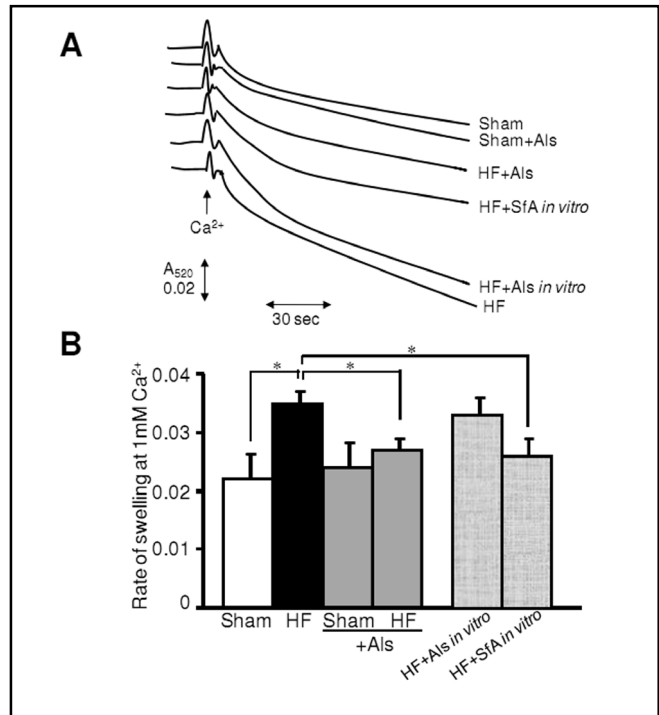 A
Sham
Sham+Als
HF+Als
HF+SfA in vitro
Ca²⁺
HF+Als in vitro
HF
A₅₂₀
0.02
30 sec
B
*
*
*
Rate of swelling at 1mM Ca²⁺
0.04
0.03
0.02
0.01
0
Sham HF Sham HF
+Als
HF+Als in vitro
HF+SfA in vitro